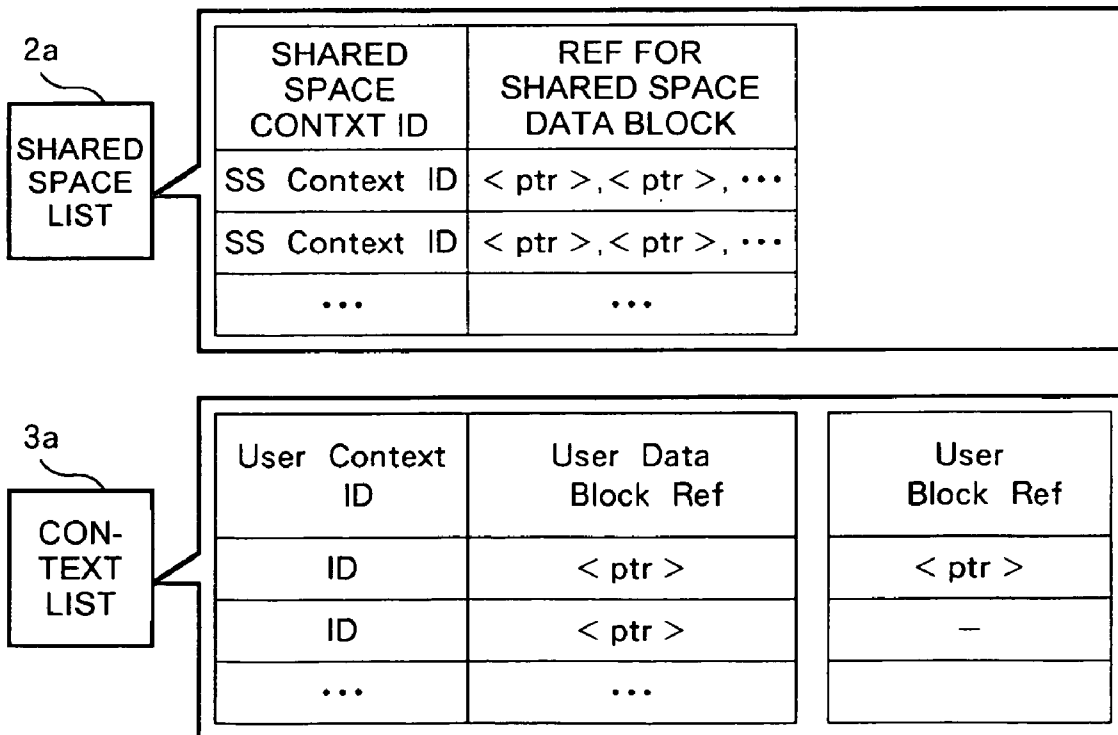 2a
SHARED
SPACE
LIST
SHARED
SPACE
CONTXT ID
REF FOR
SHARED SPACE
DATA BLOCK
SS Context ID
< ptr >, < ptr >, •••
SS Context ID
< ptr >, < ptr >, •••
•••
•••
3a
CON-
TEXT
LIST
User Context
ID
User Data
Block Ref
User
Block Ref
ID
< ptr >
< ptr >
ID
< ptr >
–
•••
•••